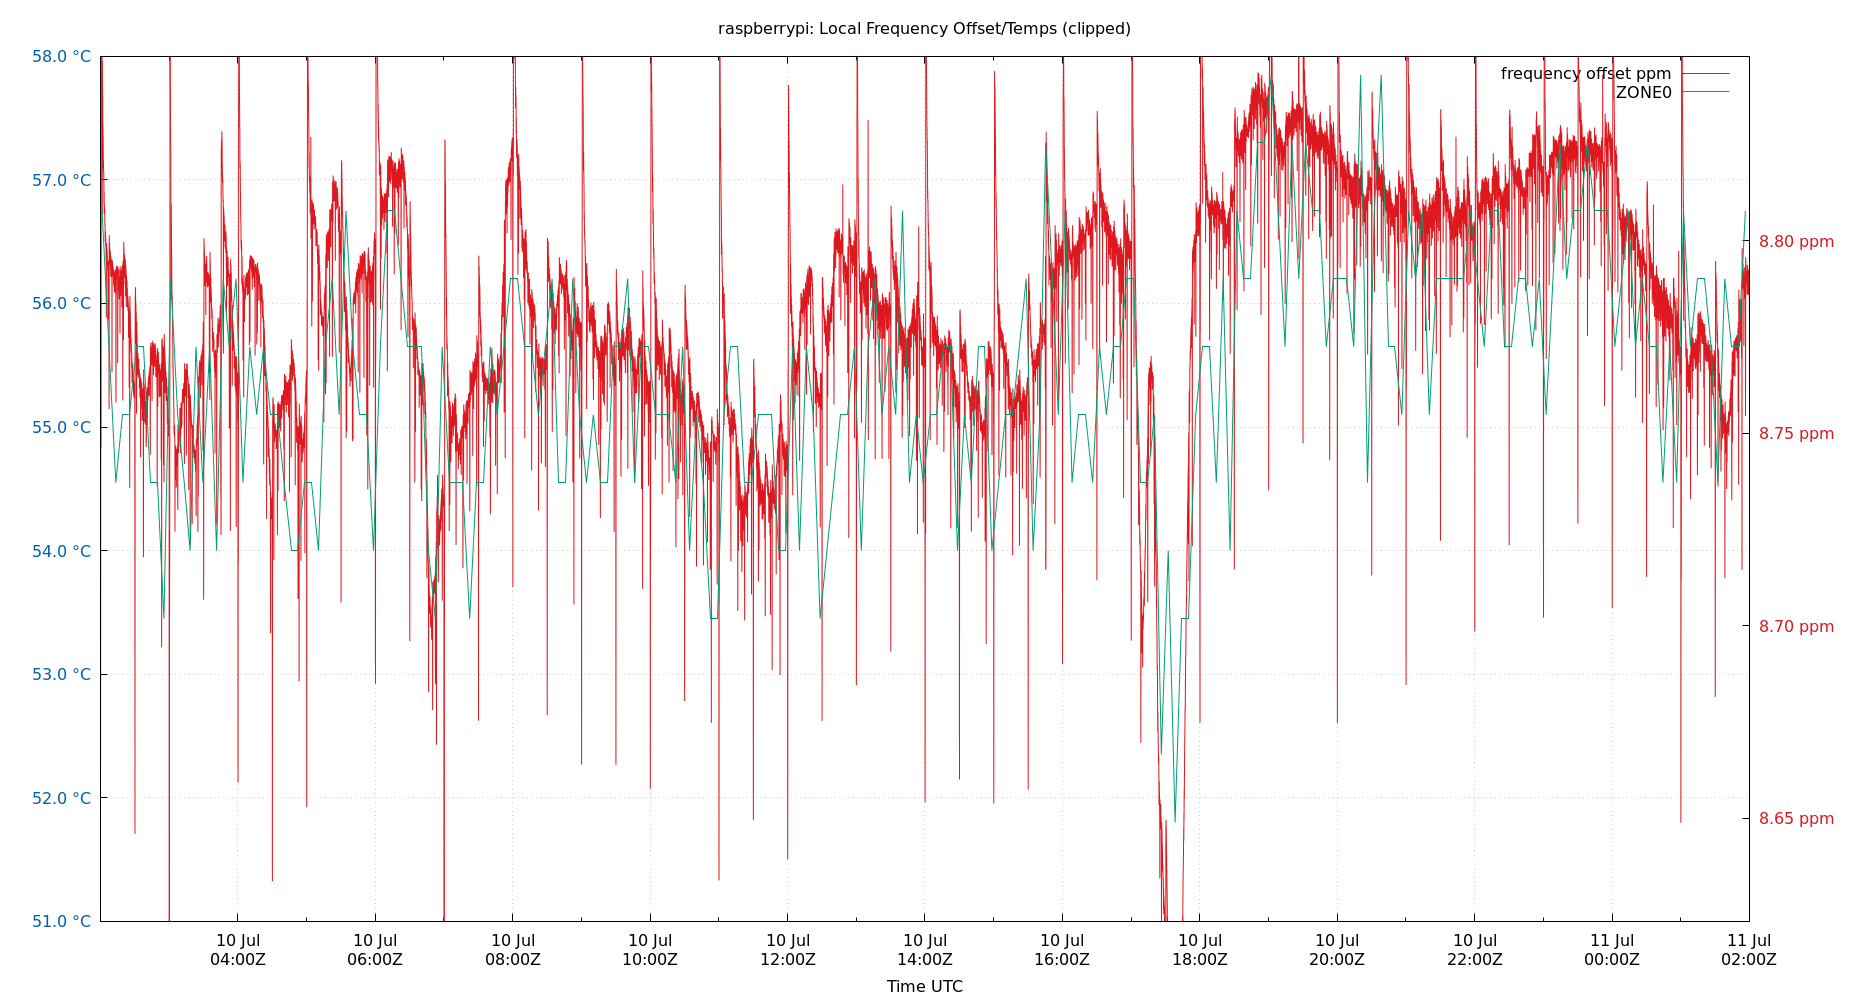 raspberrypi: Local Frequency Offset/Temps (clipped)
58.0 °C
57.0 °C
56.0 °C
55.0 °C
54.0 °C
53.0 °C
52.0 °C
51.0 °C
frequency offset ppm
ZONE0
8.80 ppm
8.75 ppm
8.70 ppm
8.65 ppm
10 Jul
04:00Z
10 Jul
06:00Z
10 Jul
08:00Z
10 Jul
10:00Z
10 Jul
12:00Z
10 Jul
14:00Z
10 Jul
16:00Z
10 Jul
18:00Z
10 Jul
20:00Z
10 Jul
22:00Z
11 Jul
00:00Z
11 Jul
02:00Z
Time UTC